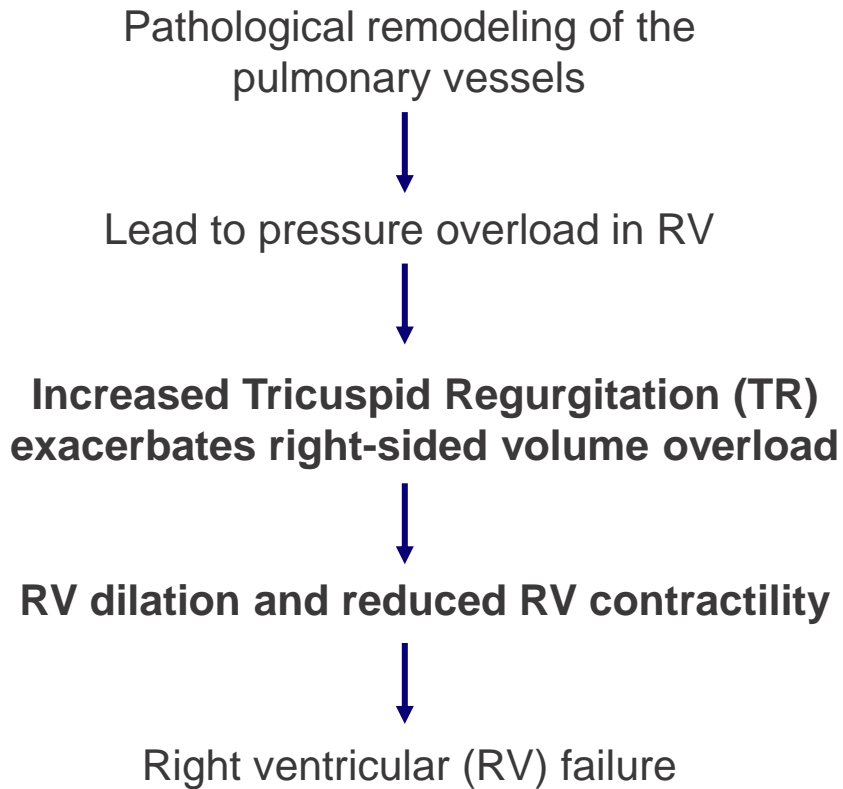 Pathological remodeling of the
pulmonary vessels
Lead to pressure overload in RV
Increased Tricuspid Regurgitation (TR)
exacerbates right-sided volume overload
RV dilation and reduced RV contractility
Right ventricular (RV) failure